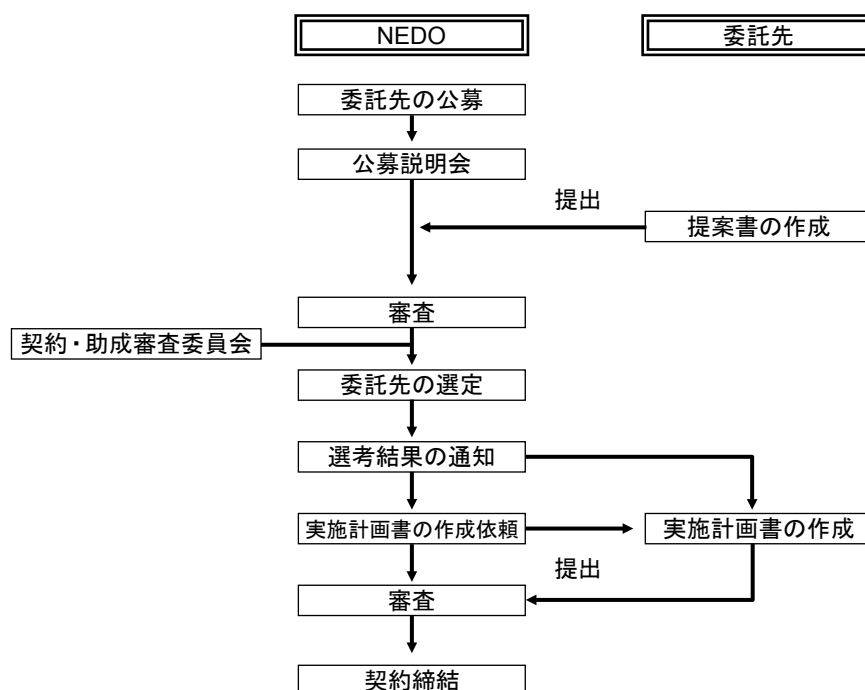 NEDO
委託先
委託先の公募
公募説明会
提出
提案書の作成
審査
契約・助成審査委員会
委託先の選定
選考結果の通知
実施計画書の作成依頼
実施計画書の作成
提出
審査
契約締結